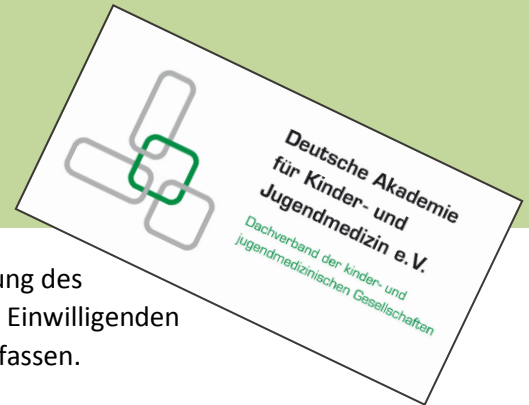 Deutsche Akademie
für Kinder- und
Jugendmedizin e.V.
Dachverband der kinder- und
jugendmedizinischen Gesellschaften
ung des
Einwilligenden
fassen.